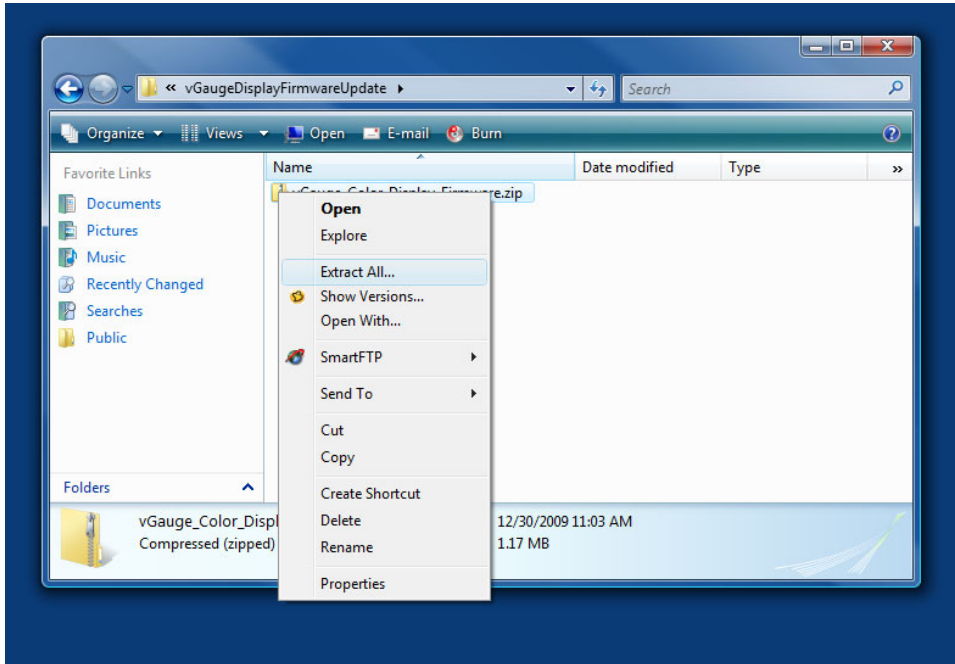 « vGaugeDisplayFirmwareUpdate
Search
Organize Views Open E-mail Burn
Favorite Links
Name Date modified Type »
Documents
Pictures
Music
Recently Changed
Searches
Public
vGauge_Color_Display_Firmware.zip
Open
Explore
Extract All...
Show Versions...
Open With...
SmartFTP
Send To
Cut
Copy
Create Shortcut
Delete
Rename
Properties
Folders
vGauge_Color_Displ 12/30/2009 11:03 AM
Compressed (zipped) 1.17 MB